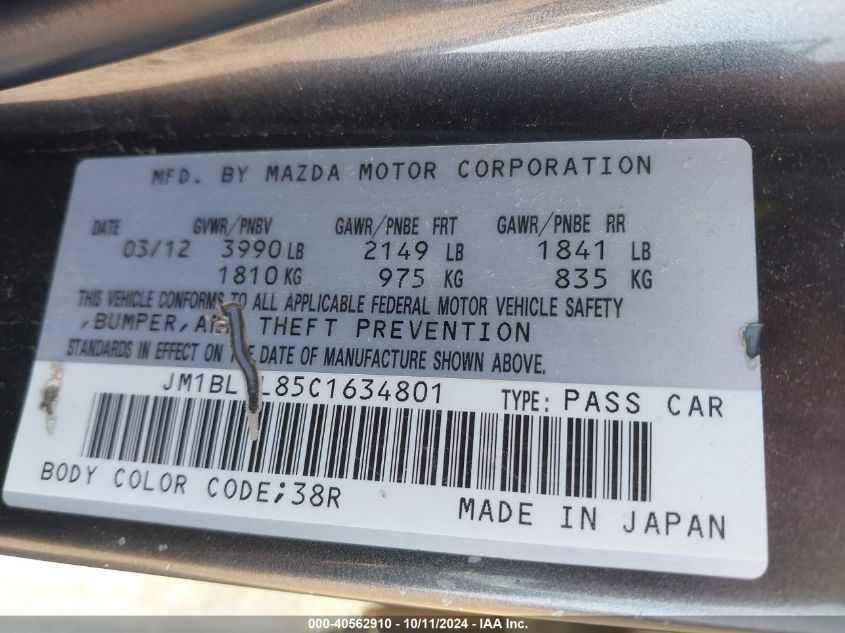 MFD. BY MAZDA MOTOR CORPORATION
DATE GVWR/PNBV GAWR/PNBE FRT GAWR/PNBE RR
03/12 3990 LB 2149 LB 1841 LB
1810 KG 975 KG 835 KG
THIS VEHICLE CONFORMS TO ALL APPLICABLE FEDERAL MOTOR VEHICLE SAFETY
,BUMPER, THEFT PREVENTION
STANDARDS IN EFFECT ON DATE OF MANUFACTURE SHOWN ABOVE.
TYPE: PASS CAR
BODY COLOR CODE;38R
MADE IN JAPAN
000-40562910 - 10/11/2024 - IAA Inc.